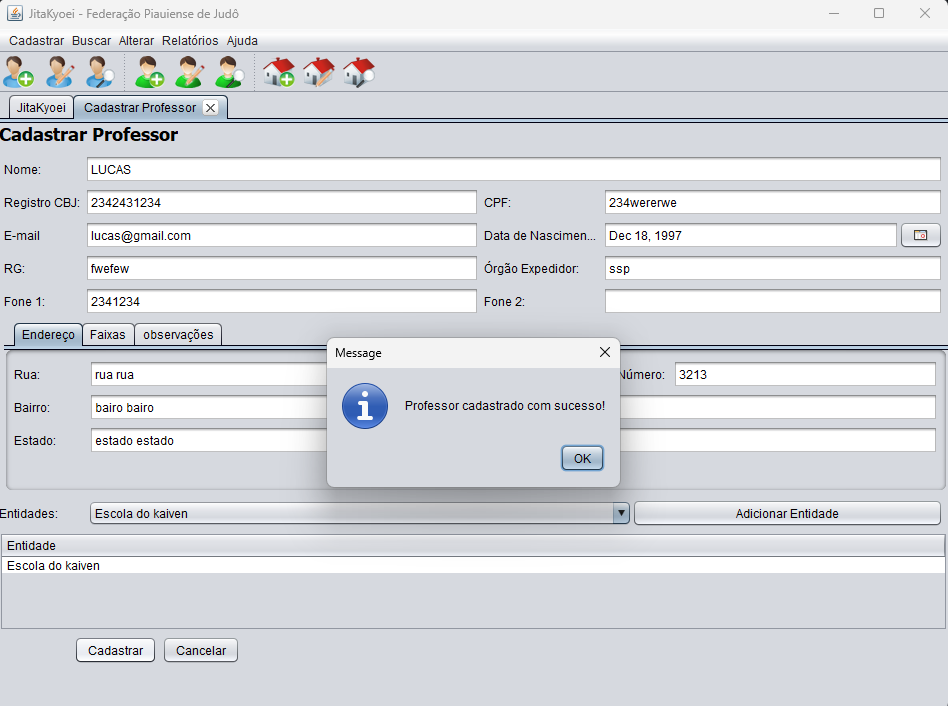 JitaKyoei - Federação Piauiense de Judô
Cadastrar Buscar Alterar Relatórios Ajuda
JitaKyoei Cadastrar Professor
Cadastrar Professor
Nome: LUCAS
Registro CBJ: 2342431234 CPF: 234wererwe
E-mail lucas@gmail.com Data de Nascimen... Dec 18, 1997
RG: fwefew Órgão Expedidor: ssp
Fone 1: 2341234 Fone 2:
Endereço Faixas observações
Message
Rua: rua rua Número: 3213
Bairro: bairo bairo
Professor cadastrado com sucesso!
Estado: estado estado
OK
Entidades: Escola do kaiven Adicionar Entidade
Entidade
Escola do kaiven
Cadastrar Cancelar